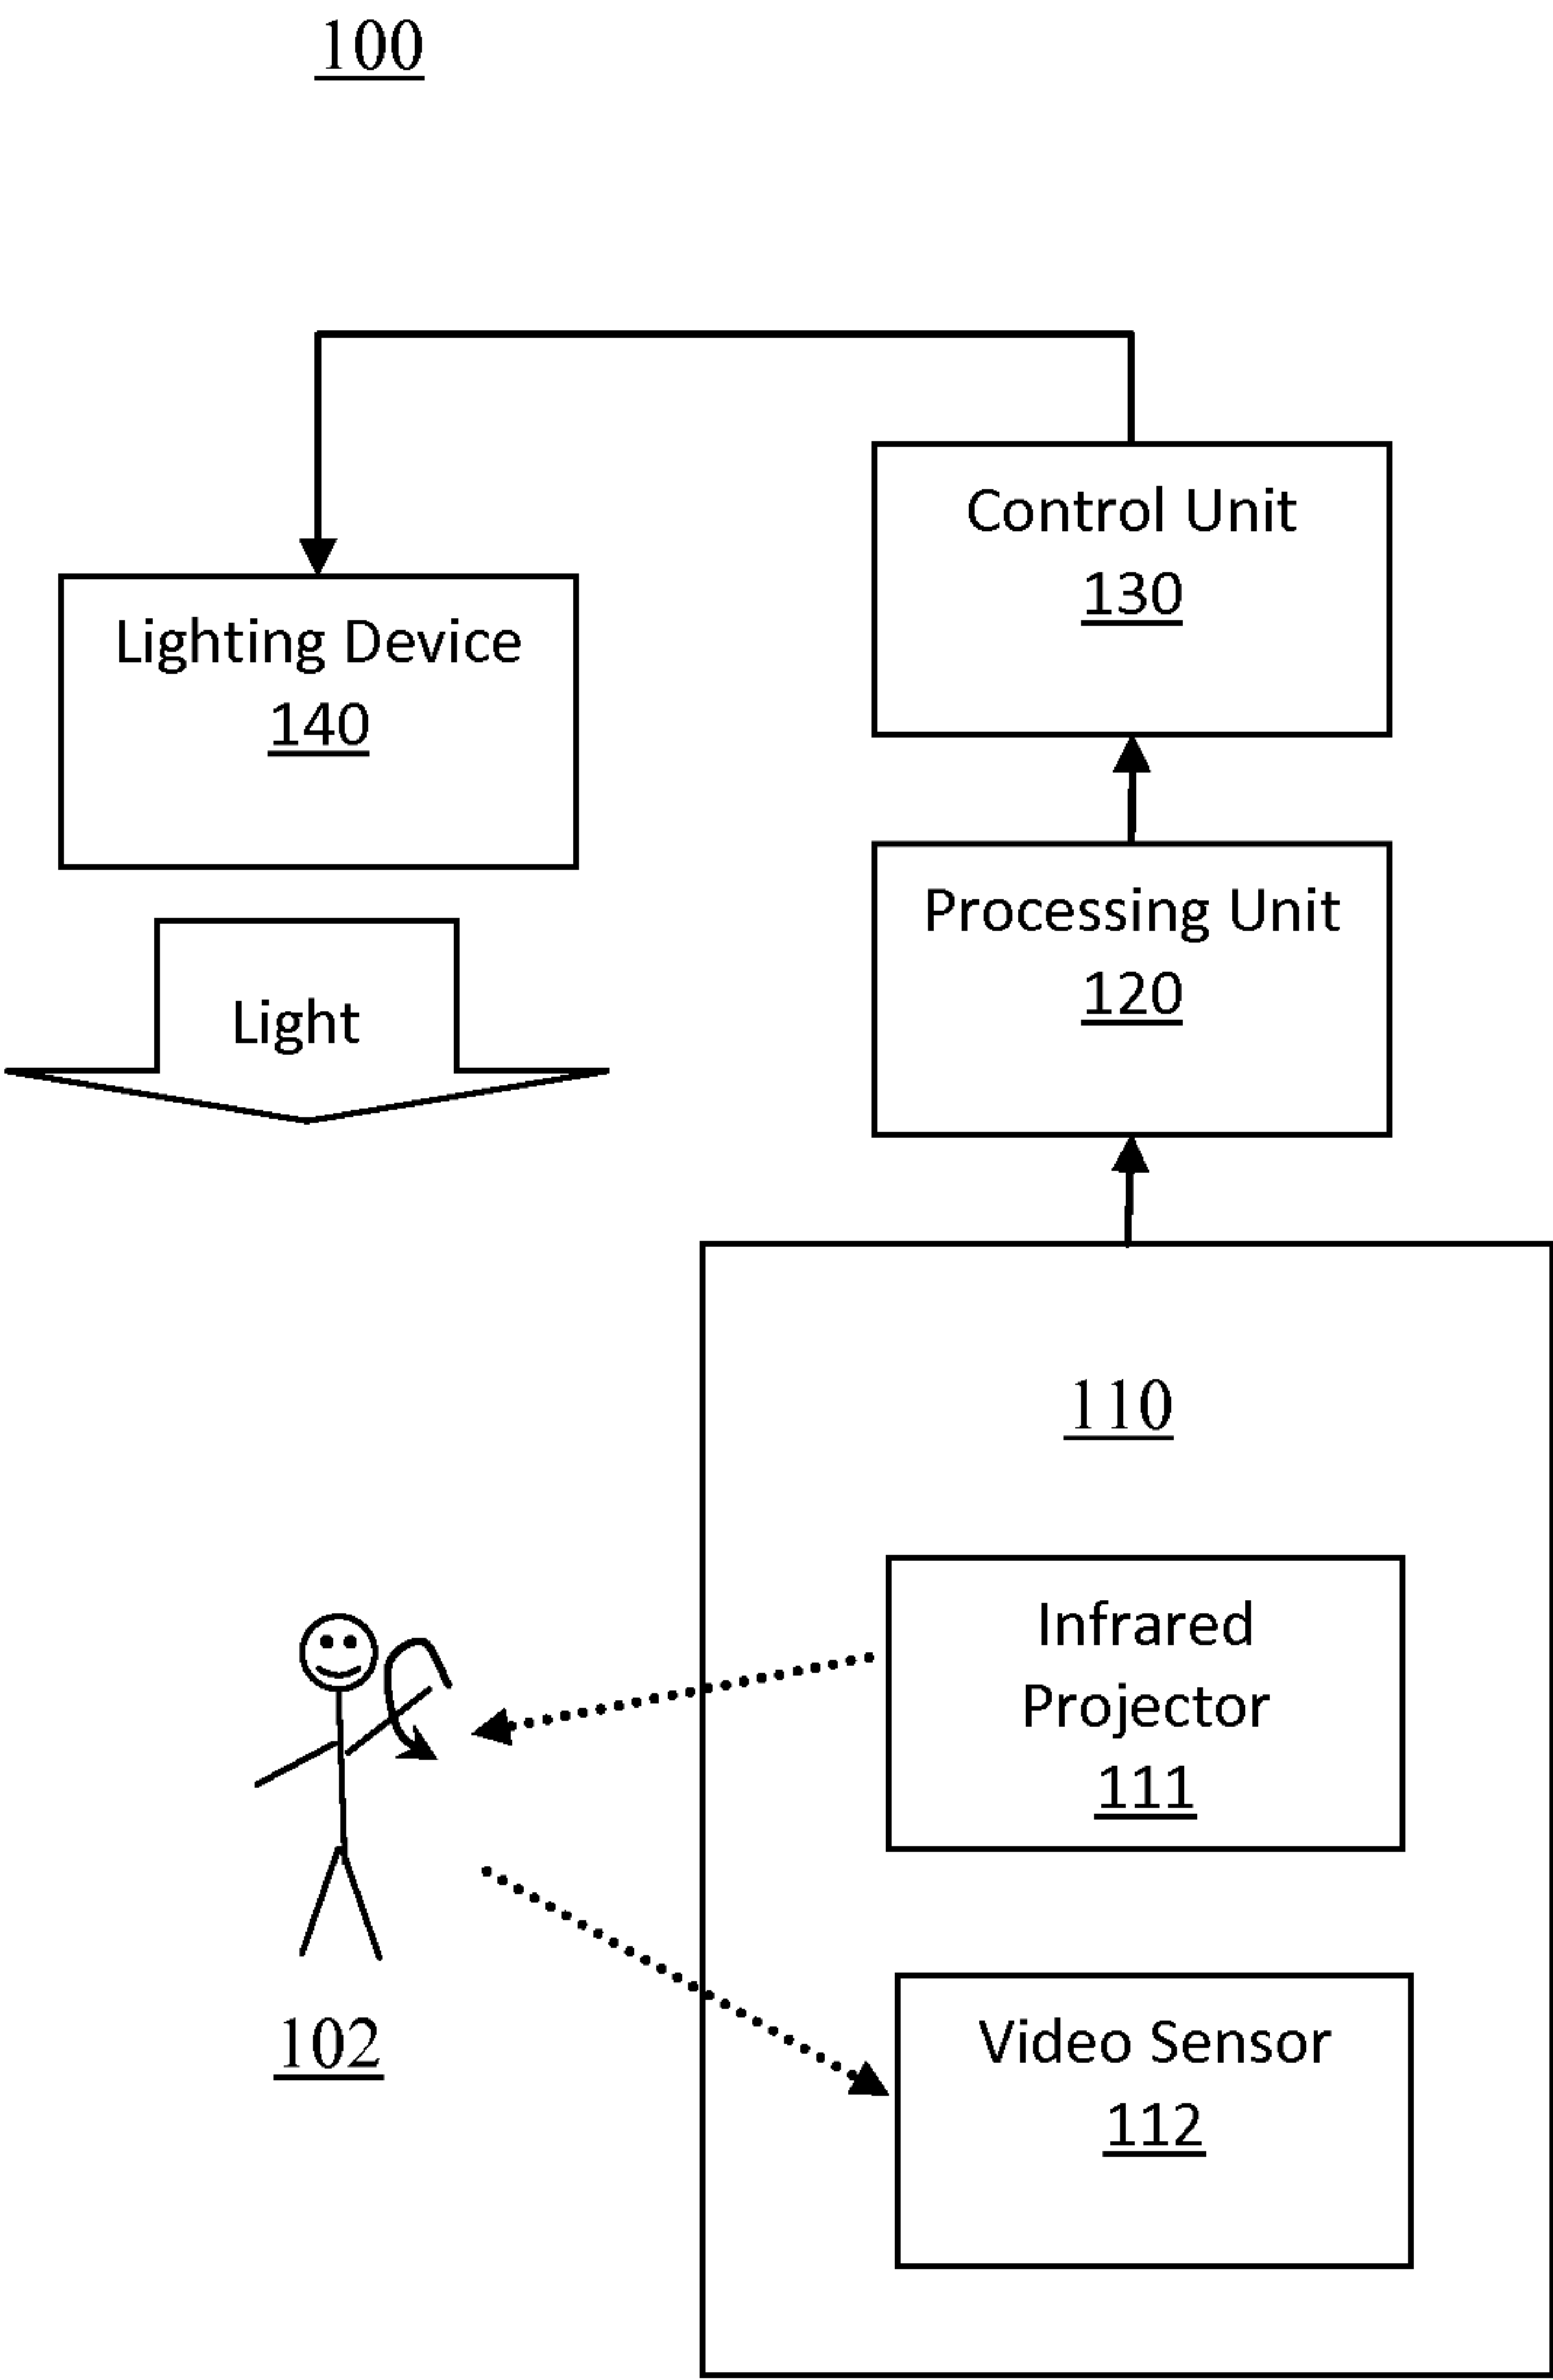 100
Control Unit
130
Lighting Device
140
Processing Unit
120
Light
110
Infrared
Projector
111
Video Sensor
112
102